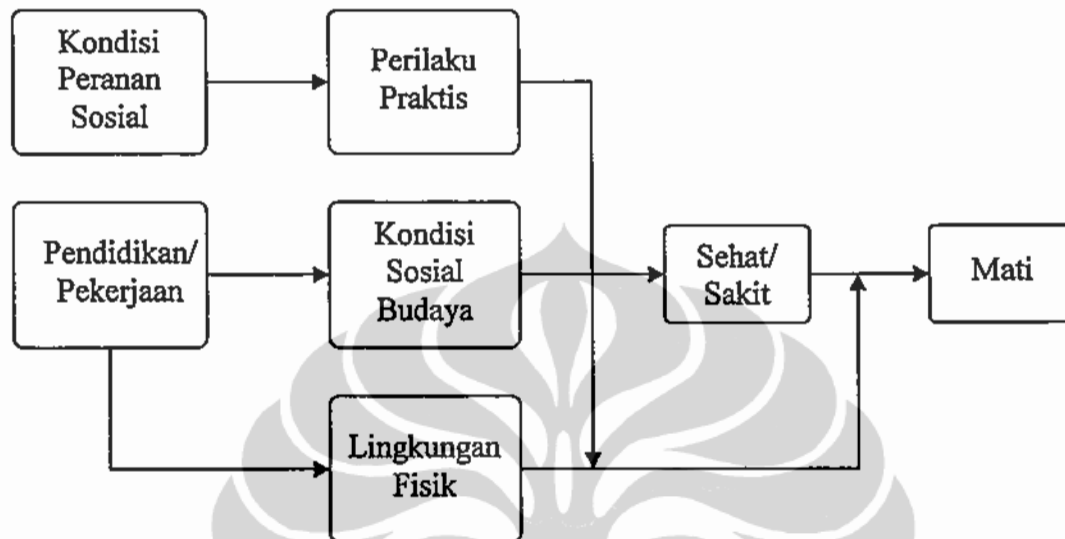 Kondisi
Peranan
Sosial
Perilaku
Praktis
Pendidikan/
Pekerjaan
Kondisi
Sosial
Budaya
Sehat/
Sakit
Mati
Lingkungan
Fisik